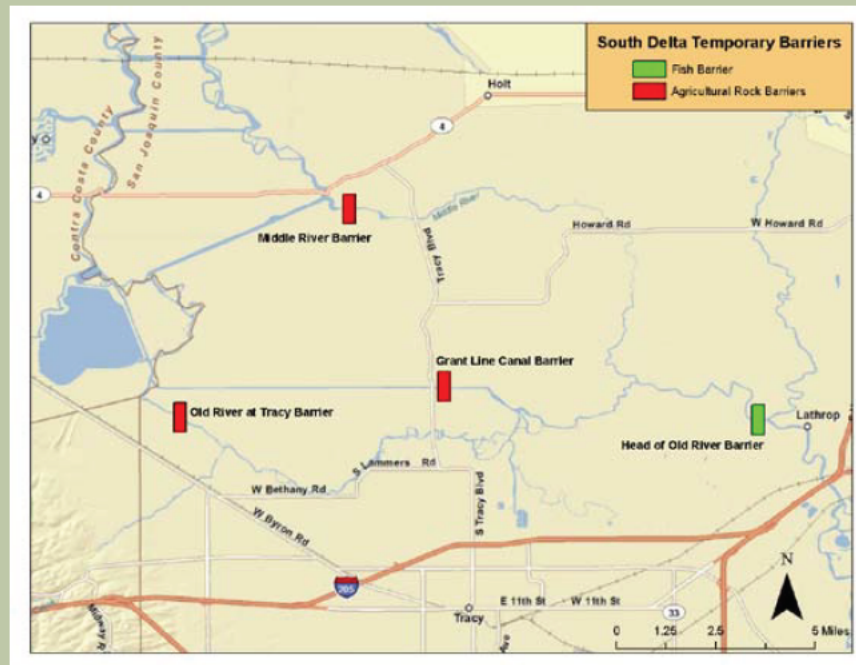 South Delta Temporary Barriers
Fish Barrier
Agricultural Rock Barriers
Holt
4
Contra Costa County
San Joaquin County
y
4
Middle River
Middle River Barrier
Tracy Blvd
Howard Rd
W Howard Rd
Grant Line Canal Barrier
Old River at Tracy Barrier
Lathrop
Head of Old River Barrier
S Lammers Rd
W Bethany Rd
S Tracy Blvd
W Byron Rd
N
205
E 11th St
W 11th St
33
Tracy
Midway R
Ave
0 1.25 2.5 5 Miles